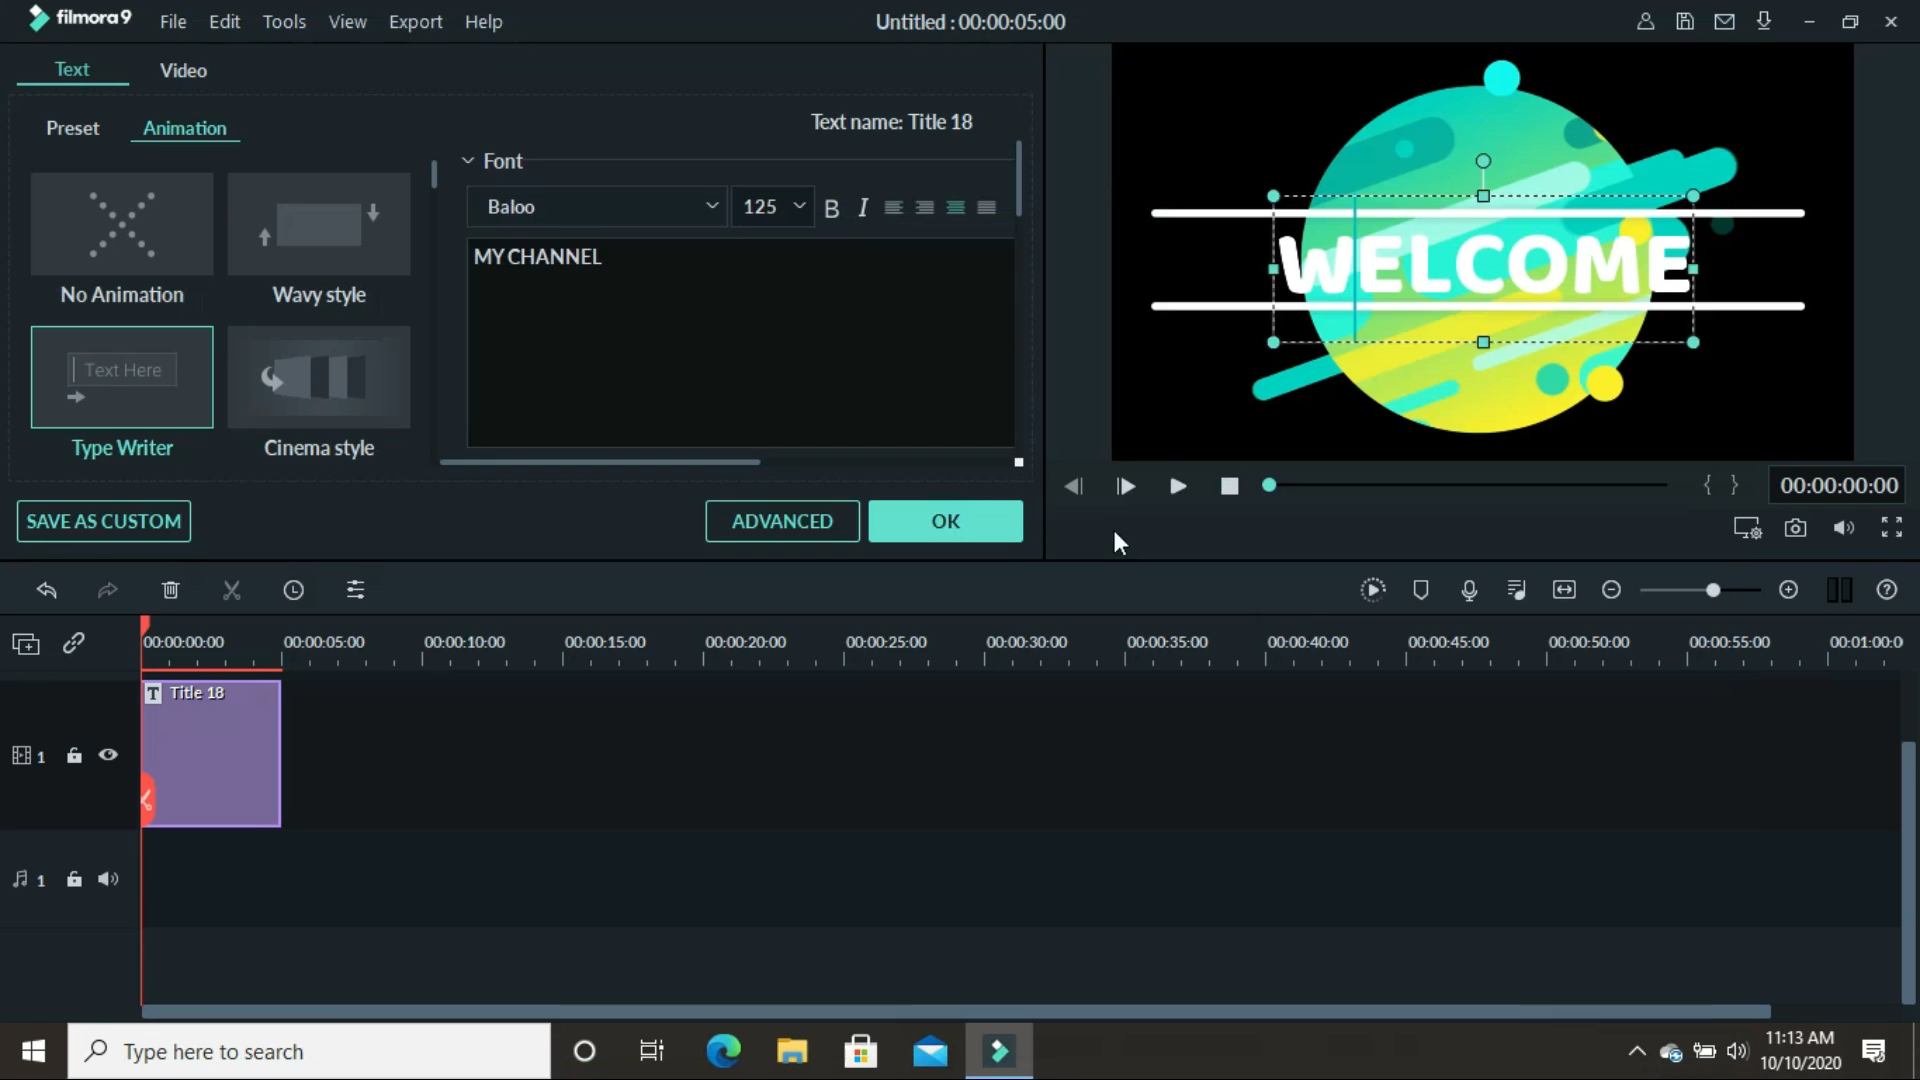 filmora9 File Edit Tools View Export Help Untitled : 00:00:05:00
Text Video
Preset Animation
Text name: Title 18
Font
Baloo 125 B I
MY CHANNEL
No Animation Wavy style
Text Here
Type Writer Cinema style
SAVE AS CUSTOM ADVANCED OK
WELCOME
{ } 00:00:00:00
00:00:00:00 00:00:05:00 00:00:10:00 00:00:15:00 00:00:20:00 00:00:25:00 00:00:30:00 00:00:35:00 00:00:40:00 00:00:45:00 00:00:50:00 00:00:55:00 00:01:00:0
T Title 18
1
1
Type here to search
11:13 AM
10/10/2020